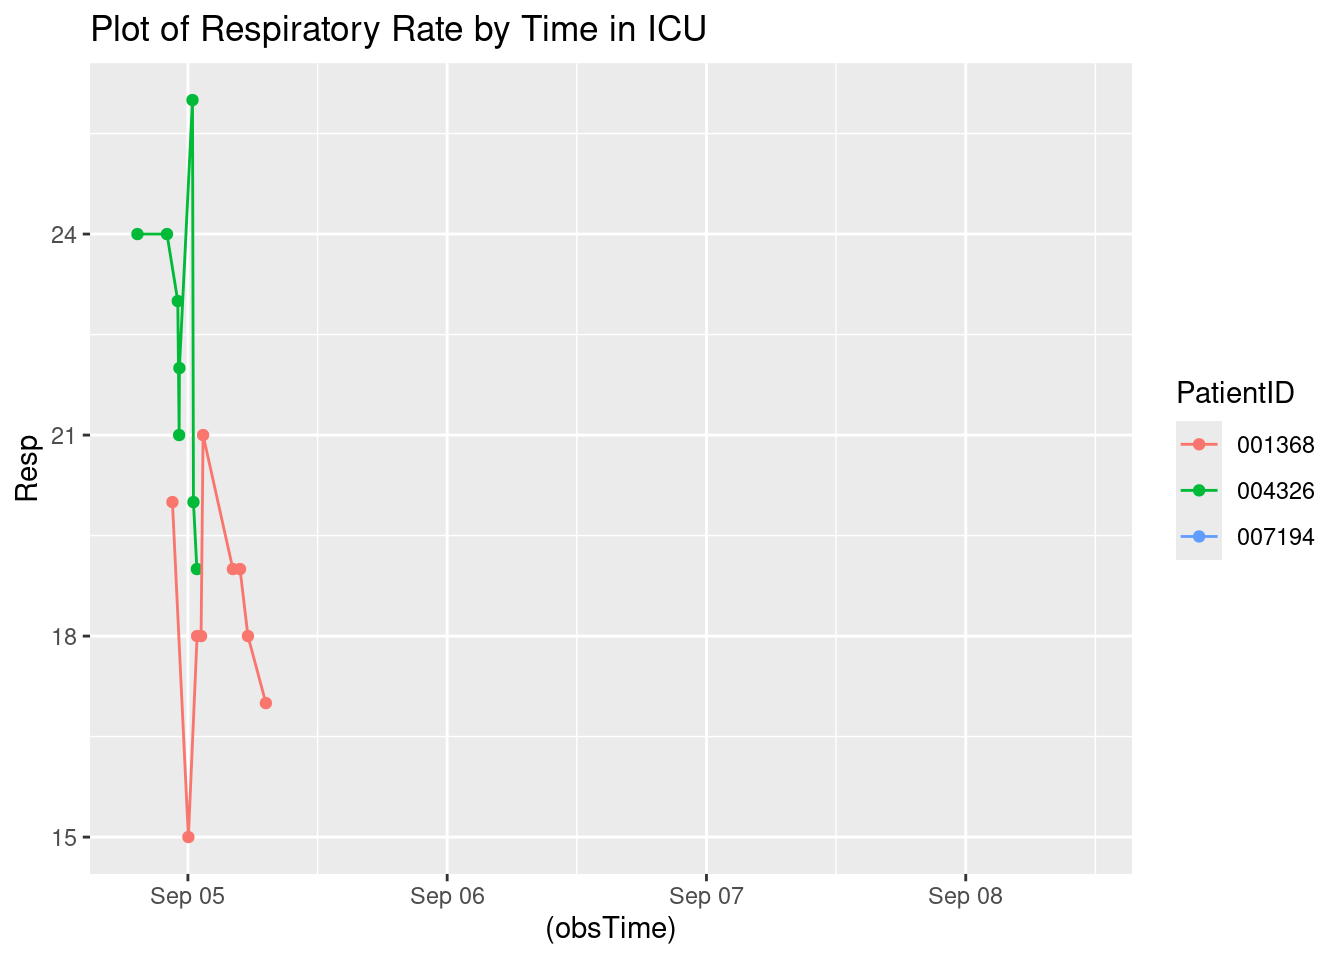 Plot of Respiratory Rate by Time in ICU
Resp
24
21
18
15
Sep 05
Sep 06
Sep 07
Sep 08
(obsTime)
PatientID
001368
004326
007194